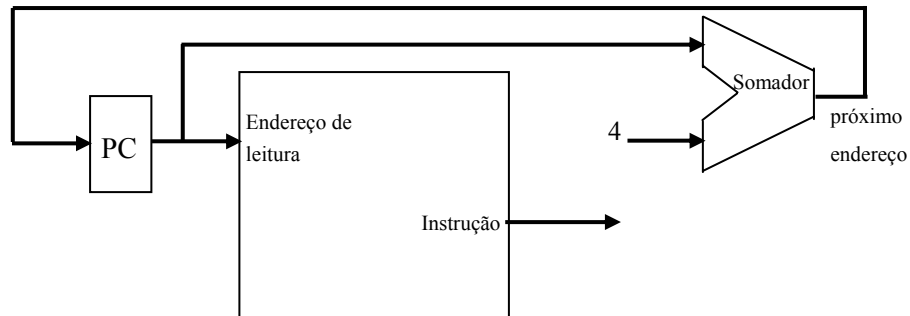 Somador
4
próximo
endereço
PC
Endereço de
leitura
Instrução